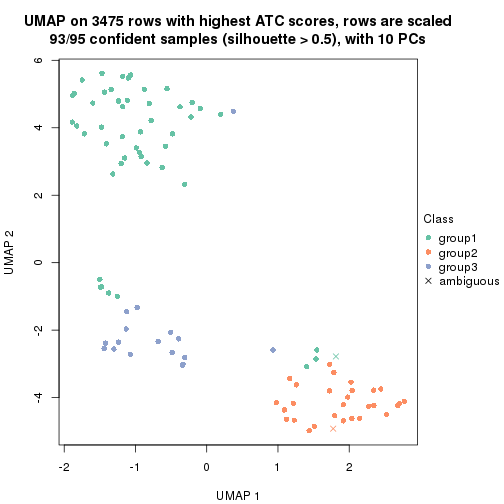 UMAP on 3475 rows with highest ATC scores, rows are scaled
93/95 confident samples (silhouette > 0.5), with 10 PCs
6
4
2
0
-2
-4
UMAP 2
-2
-1
0
1
2
UMAP 1
Class
group1
group2
group3
ambiguous